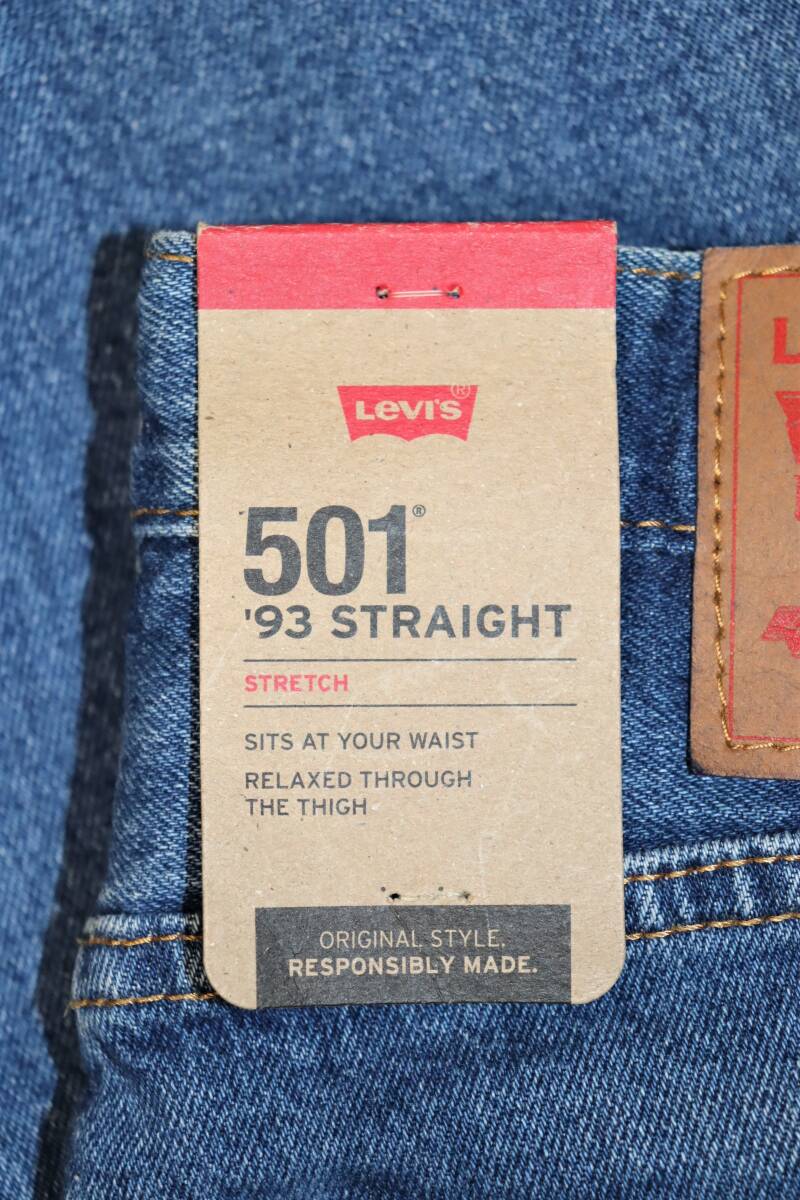 LEVI'S®
501®
'93 STRAIGHT
STRETCH
SITS AT YOUR WAIST
RELAXED THROUGH
THE THIGH
ORIGINAL STYLE.
RESPONSIBLY MADE.